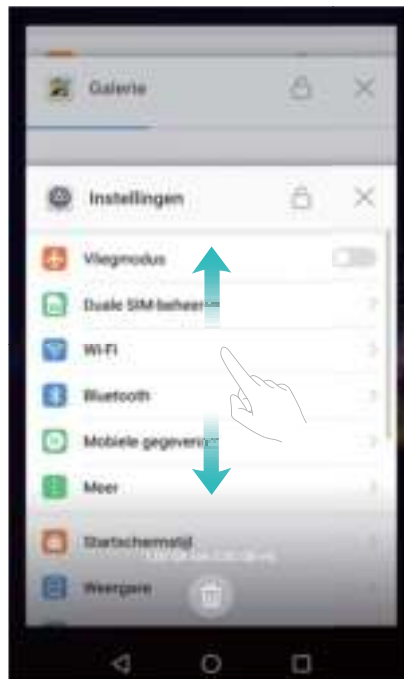 Galerie
Instellingen
Vliegmodus
Duale SIM-beheer
Wi-Fi
Bluetooth
Mobiele gegevens
Meer
Startschermstijl
Weergave